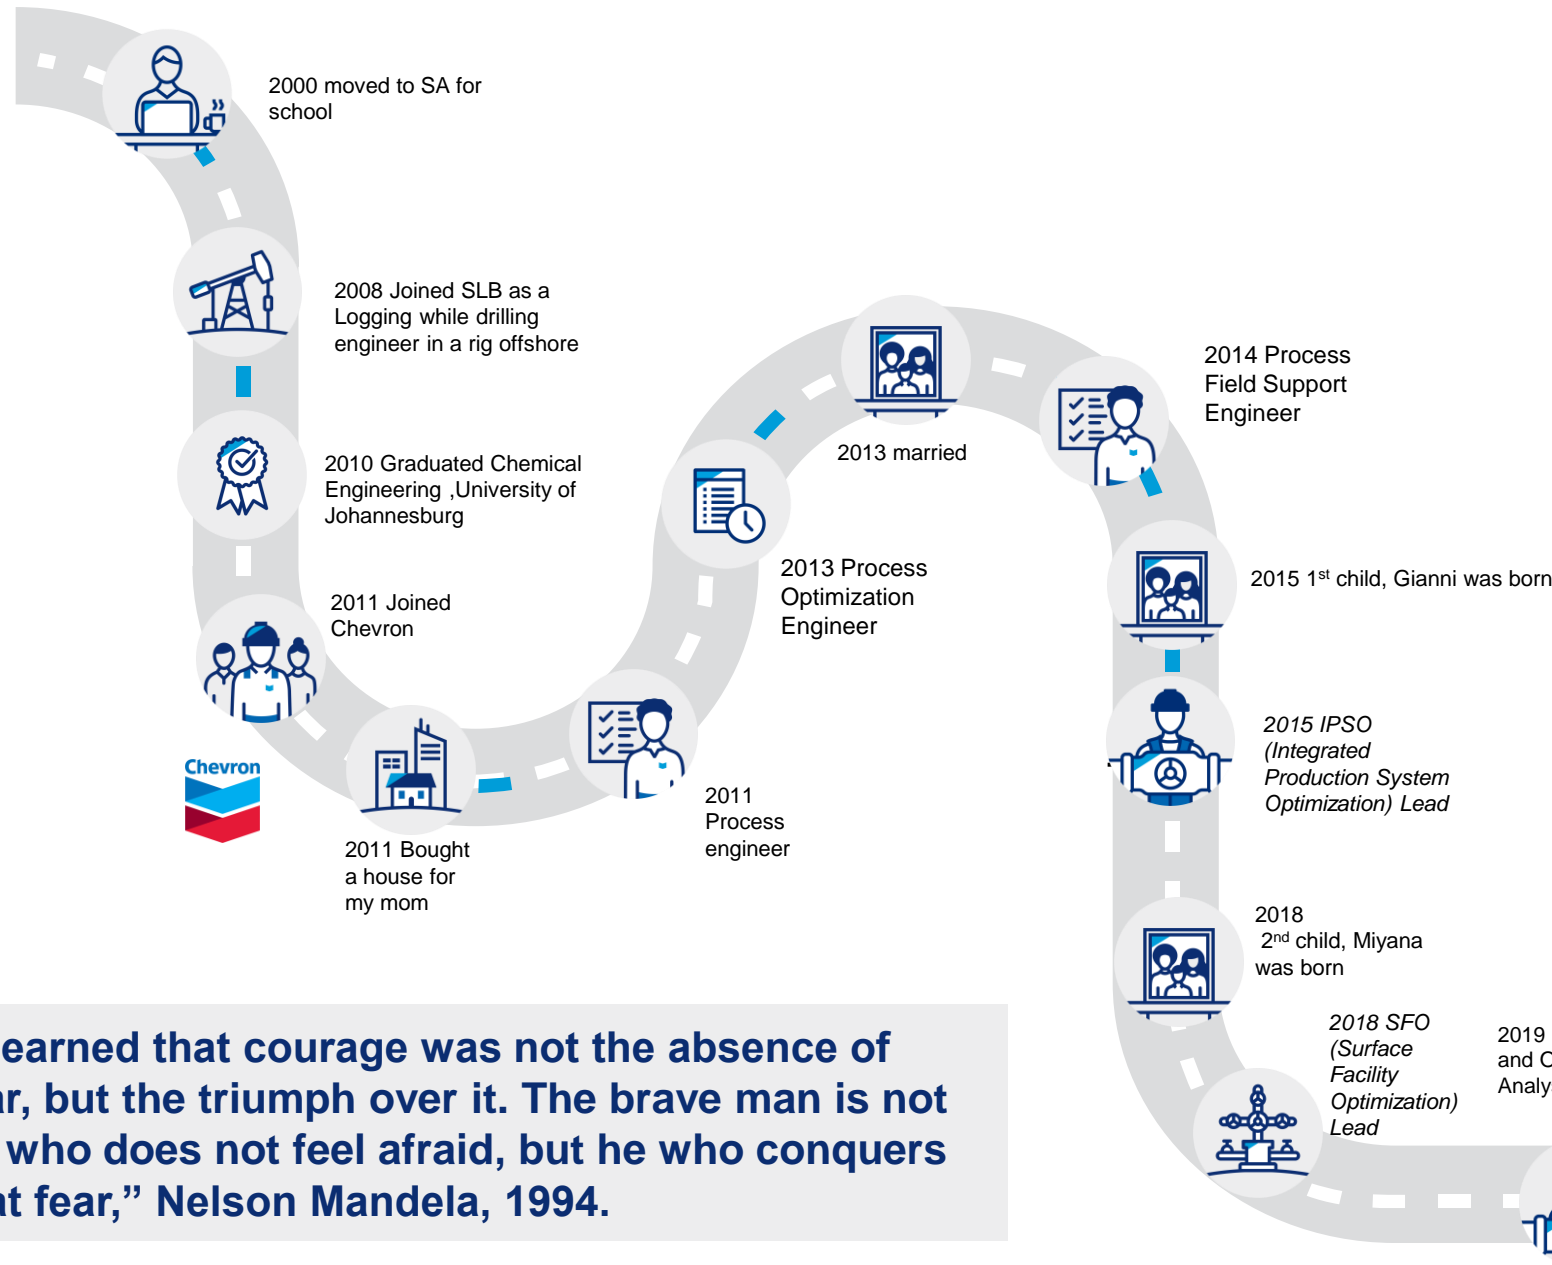 2000 moved to SA for
school
2008 Joined SLB as a
Logging while drilling
engineer in a rig offshore
2010 Graduated Chemical
Engineering ,University of
Johannesburg
2011 Joined
Chevron
Chevron
2011 Bought
a house for
my mom
2011
Process
engineer
2013 Process
Optimization
Engineer
2013 married
2014 Process
Field Support
Engineer
2015 1st child, Gianni was born
2015 IPSO
(Integrated
Production System
Optimization) Lead
2018
2nd child, Miyana
was born
2018 SFO
(Surface
Facility
Optimization)
Lead
2019
and
earned that courage was not the absence of
ar, but the triumph over it. The brave man is not
who does not feel afraid, but he who conquers
at fear,” Nelson Mandela, 1994.